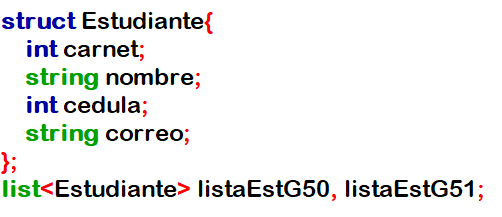 struct Estudiante{
int carnet;
string nombre;
int cedula;
string correo;
};
list<Estudiante> listaEstG50, listaEstG51;